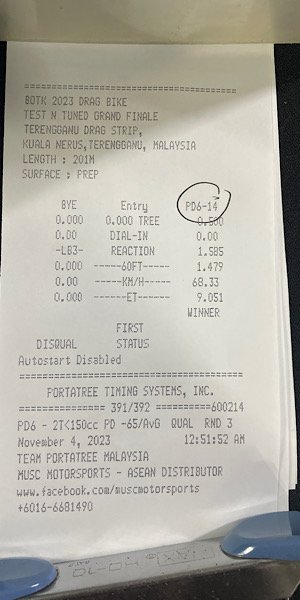 ========================================
BOTK 2023 DRAG BIKE
TEST N TUNED GRAND FINALE
TERENGGANU DRAG STRIP,
KUALA NERUS,TERENGGANU, MALAYSIA
LENGTH : 201M
SURFACE : PREP
BYE Entry PD6-14
0.000 0.000 TREE 0.500
0.00 DIAL-IN 0.00
-LB3- REACTION 1.585
0.000 ------60FT----- 1.479
0.00 -----KM/H----- 68.33
0.000 ------ET----- 9.051
WINNER
FIRST
DISQUAL STATUS
Autostart Disabled
========================================
PORTATREE TIMING SYSTEMS, INC.
=============== 391/392 ==========600214
PD6 - 2TK150cc PD -65/AvG QUAL RND 3
November 4, 2023 12:51:52 AM
TEAM PORTATREE MALAYSIA
MUSC MOTORSPORTS - ASEAN DISTRIBUTOR
www.facebook.com/muscmotorsports
+6016-6681490